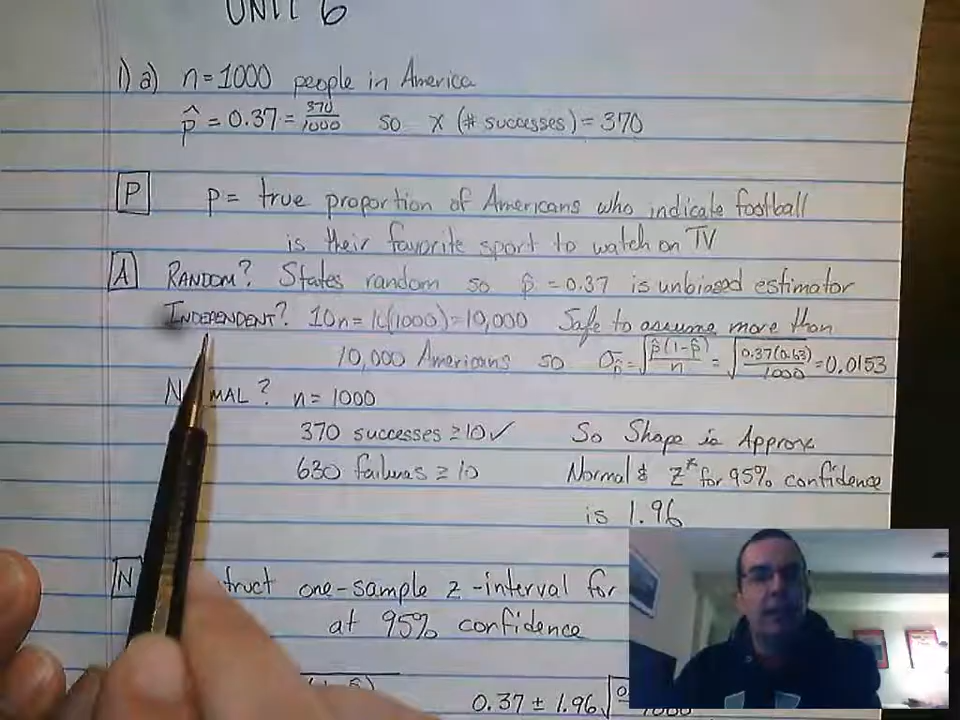 UNIT 6
1) a) n = 1000 people in America
p̂ = 0.37 = 370/1000 so x (# successes) = 370
P p = true proportion of Americans who indicate football
is their favorite sport to watch on TV
A RANDOM? States random so p̂ = 0.37 is unbiased estimator
INDEPENDENT? 10n = 10(1000) = 10,000 Safe to assume more than
10,000 Americans so σp̂ = √p̂(1-p̂)/n = √0.37(0.63)/1000 = 0.0153
MAL? n = 1000
370 successes ≥ 10 ✓ So Shape is Approx
630 failures ≥ 10 Normal & z* for 95% confidence
is 1.96
N truct one-sample z-interval for
at 95% confidence
0.37 ± 1.96